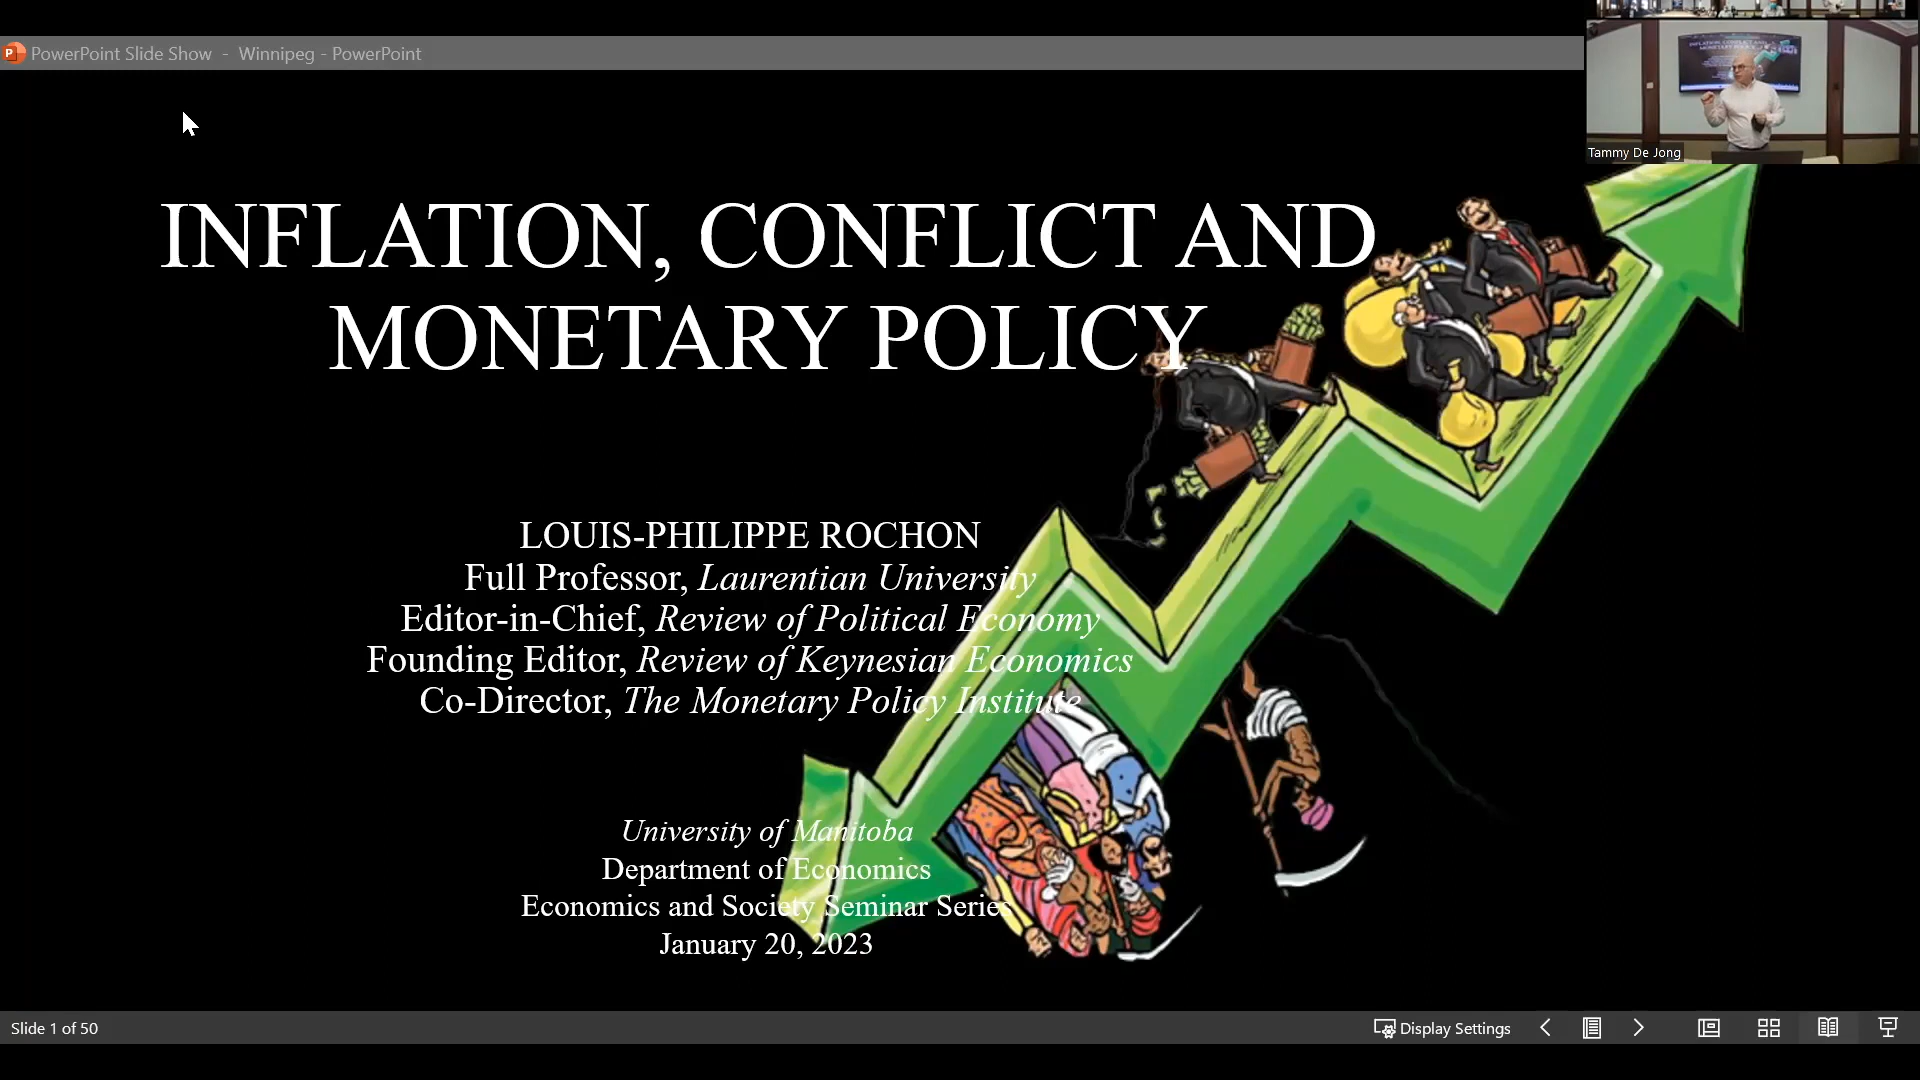 PowerPoint Slide Show - Winnipeg - PowerPoint
Tammy De Jong
INFLATION, CONFLICT AND
MONETARY POLICY
LOUIS-PHILIPPE ROCHON
Full Professor, Laurentian University
Editor-in-Chief, Review of Political Economy
Founding Editor, Review of Keynesian Economics
Co-Director, The Monetary Policy Institute
University of Manitoba
Department of Economics
Economics and Society Seminar Series
January 20, 2023
Slide 1 of 50
Display Settings